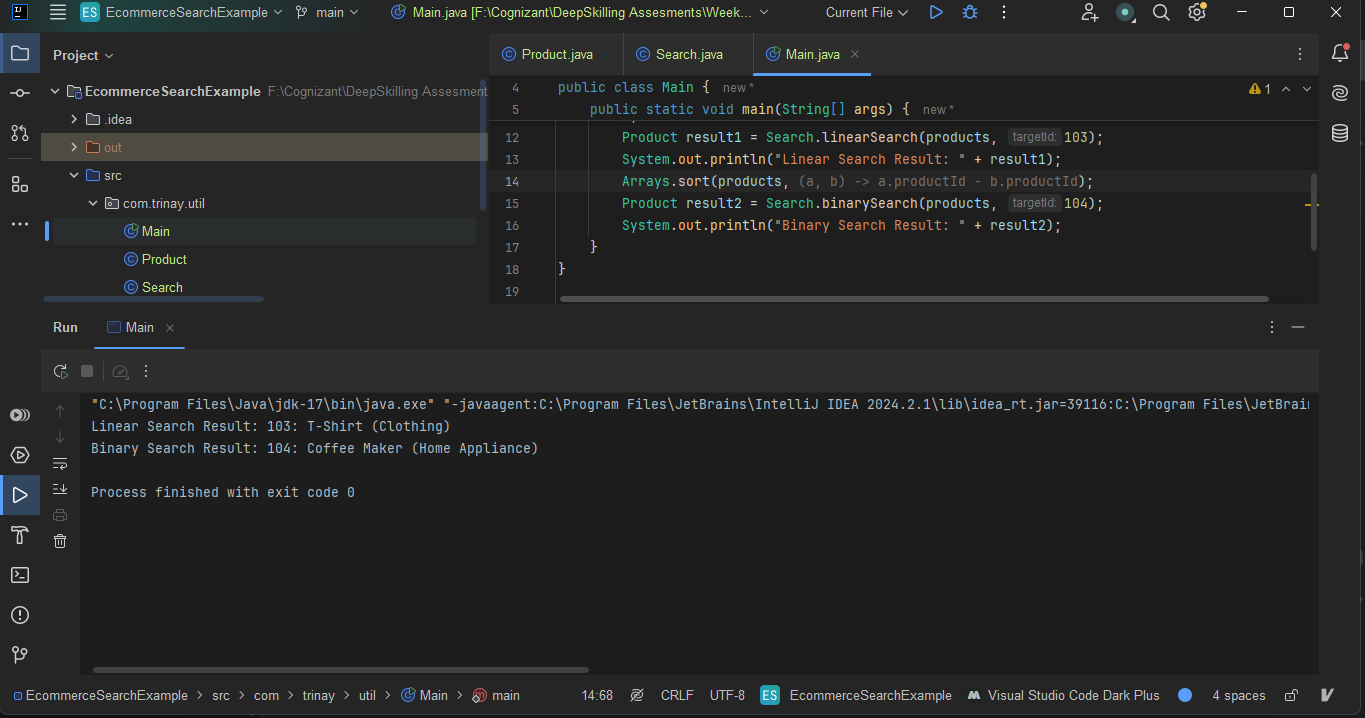 ES EcommerceSearchExample main Main.java [F:\Cognizant\DeepSkilling Assesments\Week... Current File
Project
EcommerceSearchExample F:\Cognizant\DeepSkilling Assesment
.idea
out
src
com.trinay.util
Main
Product
Search
Product.java Search.java Main.java
4 public class Main { new *
1
5 public static void main(String[] args) { new *
12 Product result1 = Search.linearSearch(products, targetId: 103);
13 System.out.println("Linear Search Result: " + result1);
14 Arrays.sort(products, (a, b) -> a.productId - b.productId);
15 Product result2 = Search.binarySearch(products, targetId: 104);
16 System.out.println("Binary Search Result: " + result2);
17 }
18 }
19
Run Main
"C:\Program Files\Java\jdk-17\bin\java.exe" "-javaagent:C:\Program Files\JetBrains\IntelliJ IDEA 2024.2.1\lib\idea_rt.jar=39116:C:\Program Files\JetBrain
Linear Search Result: 103: T-Shirt (Clothing)
Binary Search Result: 104: Coffee Maker (Home Appliance)
Process finished with exit code 0
EcommerceSearchExample > src > com > trinay > util > Main > main 14:68 CRLF UTF-8 ES EcommerceSearchExample Visual Studio Code Dark Plus 4 spaces